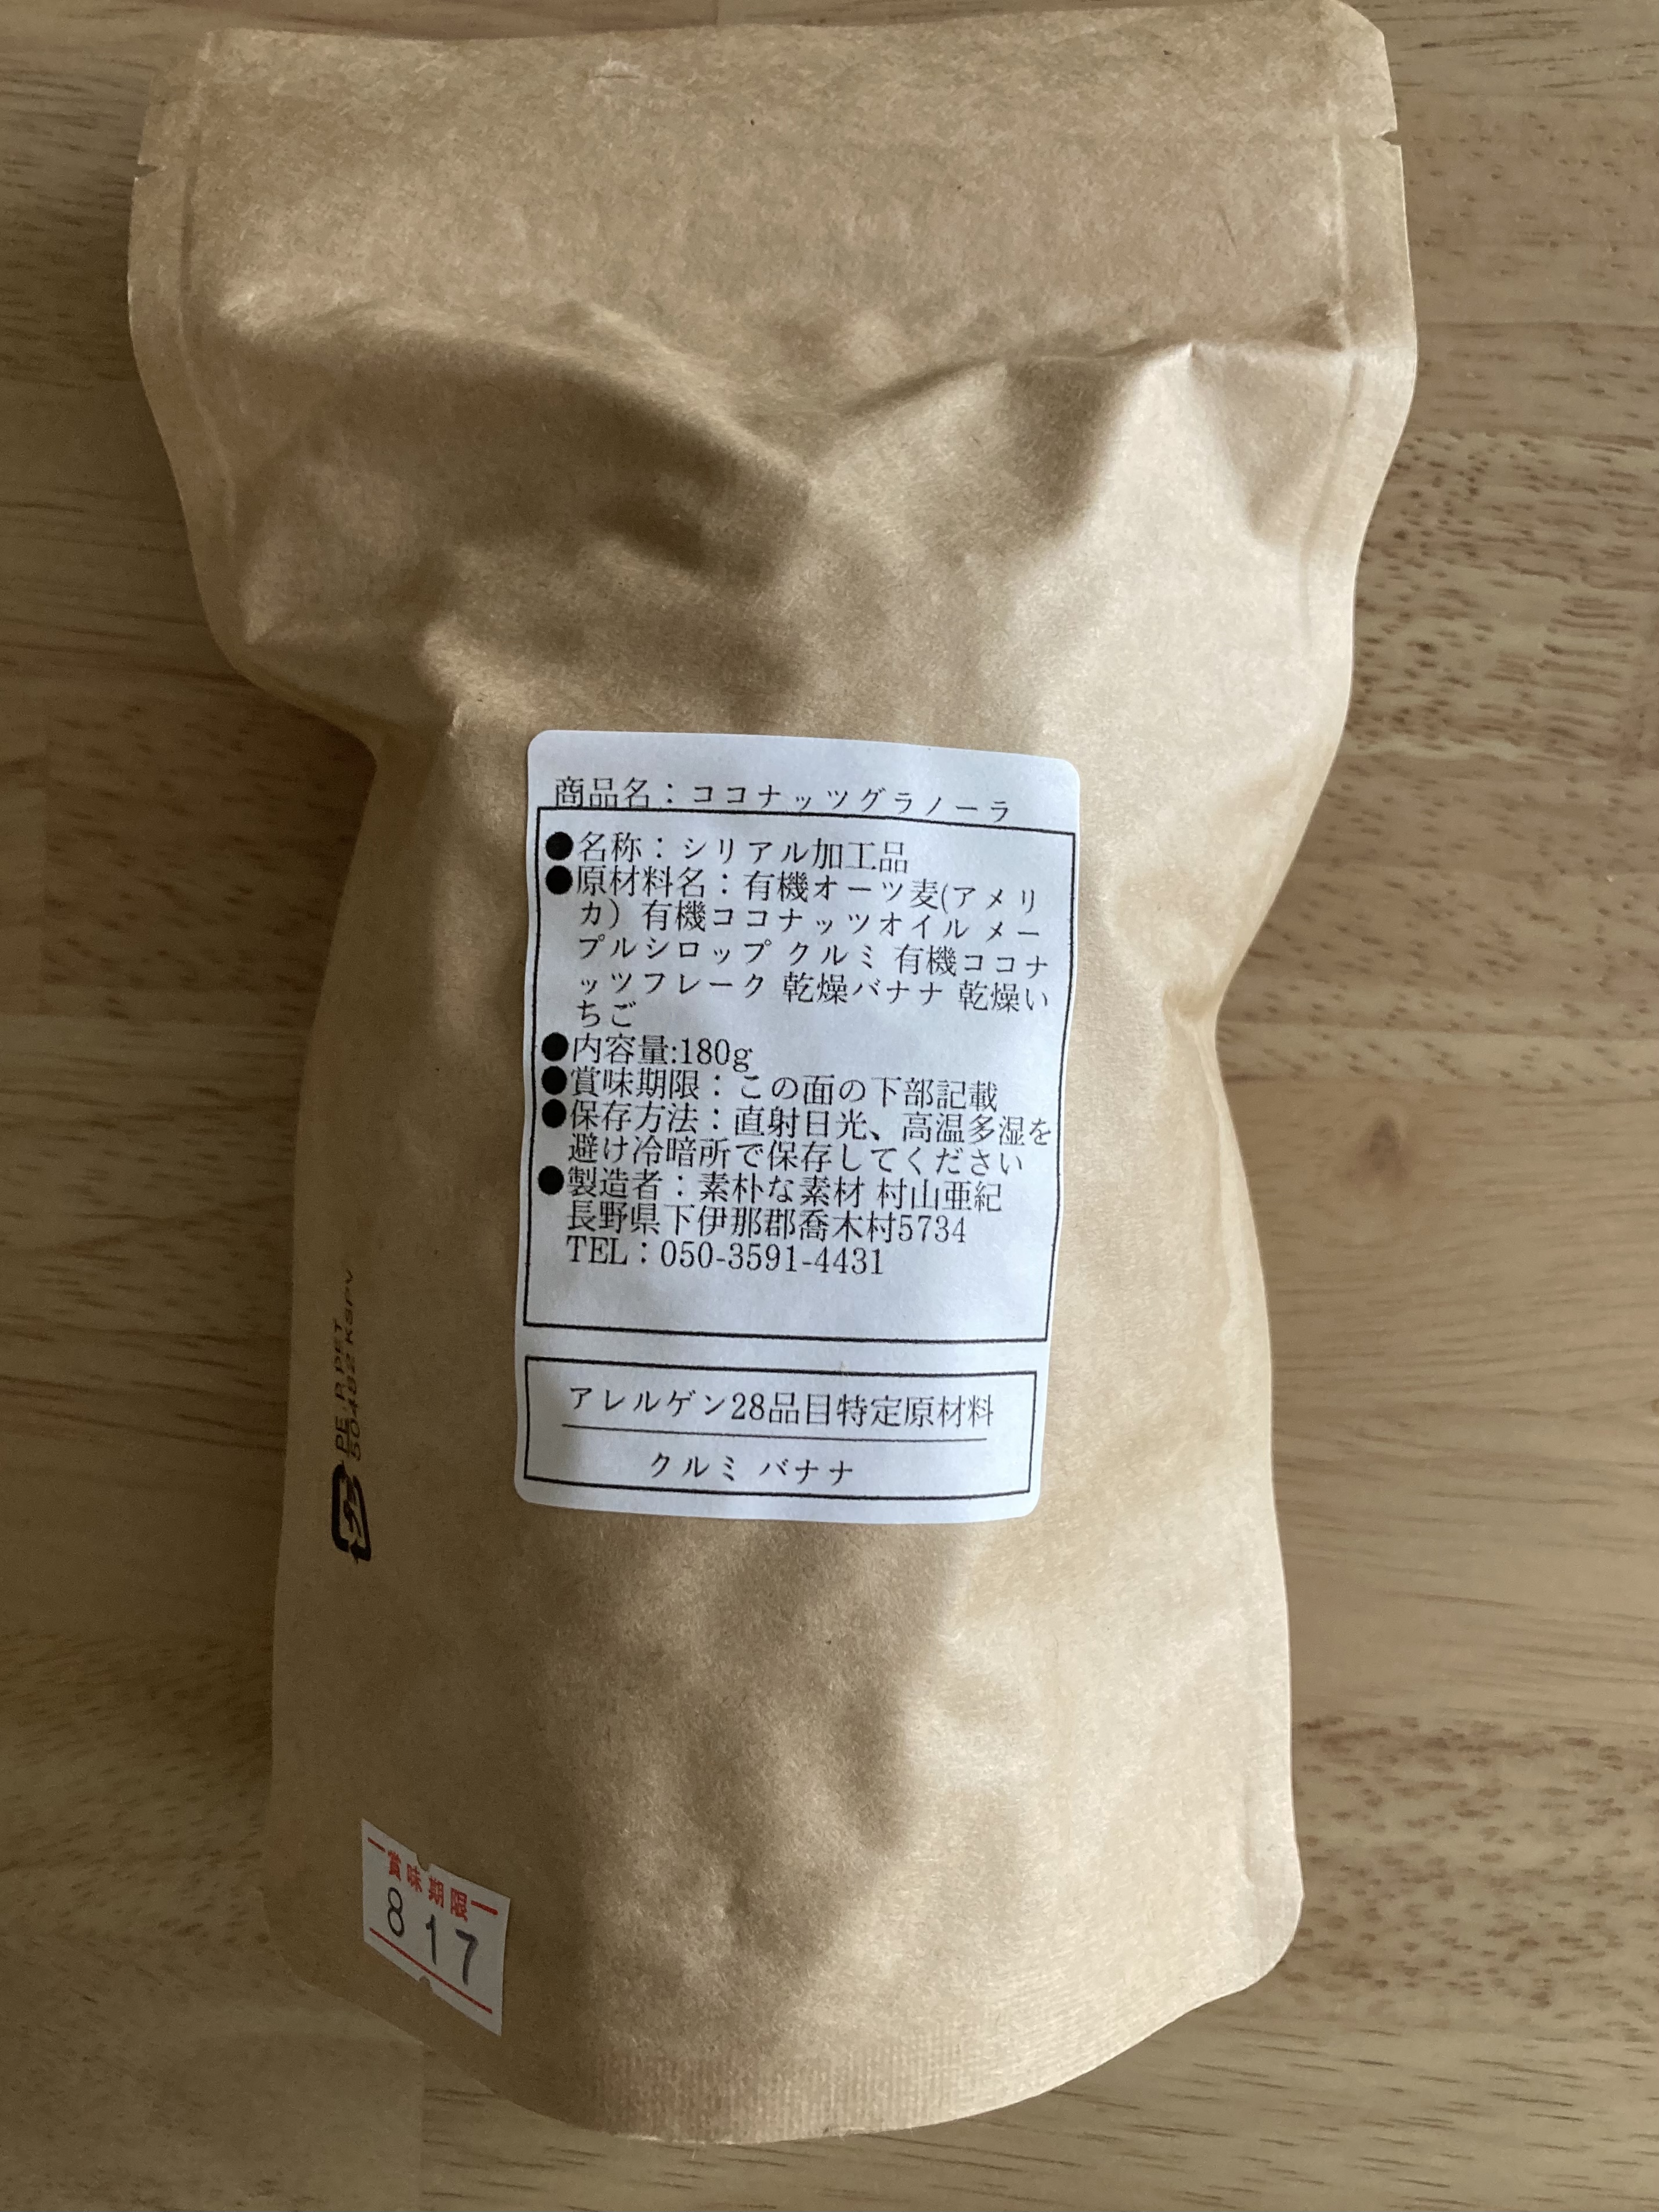 商品名：ココナッツグラノーラ
●名称：シリアル加工品
●原材料名：有機オーツ麦(アメリ
カ）有機ココナッツオイル メー
プルシロップ クルミ 有機ココナ
ッツフレーク 乾燥バナナ 乾燥い
ちご
●内容量:180g
●賞味期限：この面の下部記載
●保存方法：直射日光、高温多湿を
避け冷暗所で保存してください
●製造者：素朴な素材 村山亜紀
長野県下伊那郡喬木村5734
TEL：050-3591-4431
アレルゲン28品目特定原材料
クルミ バナナ
PE,P,PET
50482 KSPV
賞味期限
8 17